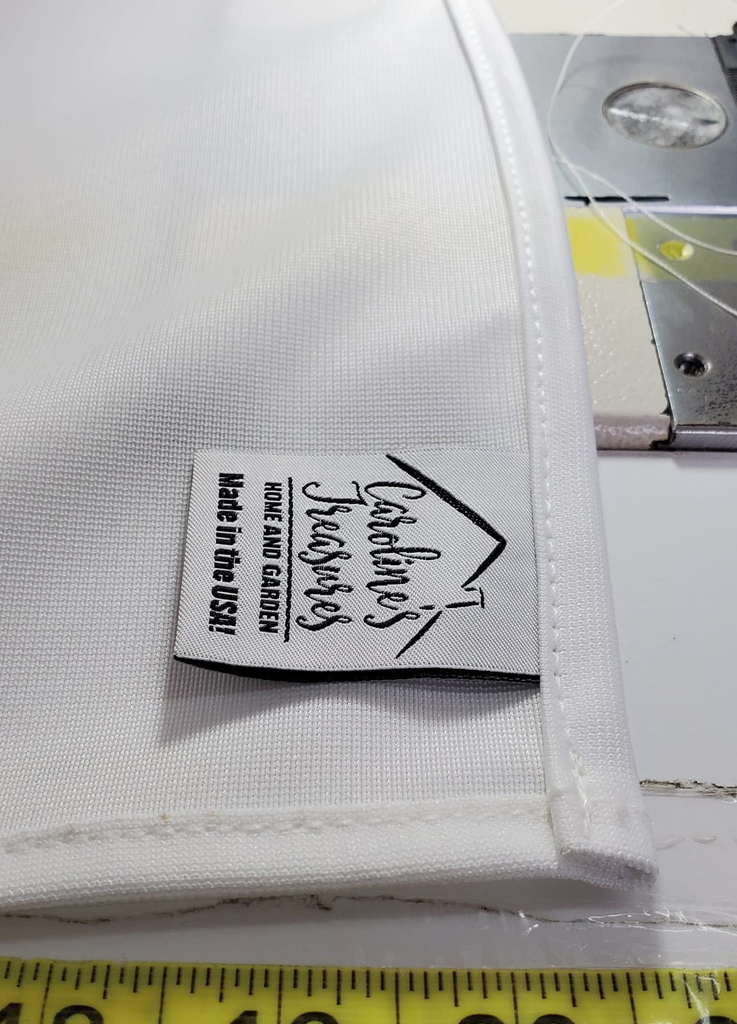 Caroline's
Treasures
HOME AND GARDEN
Made in the USA!